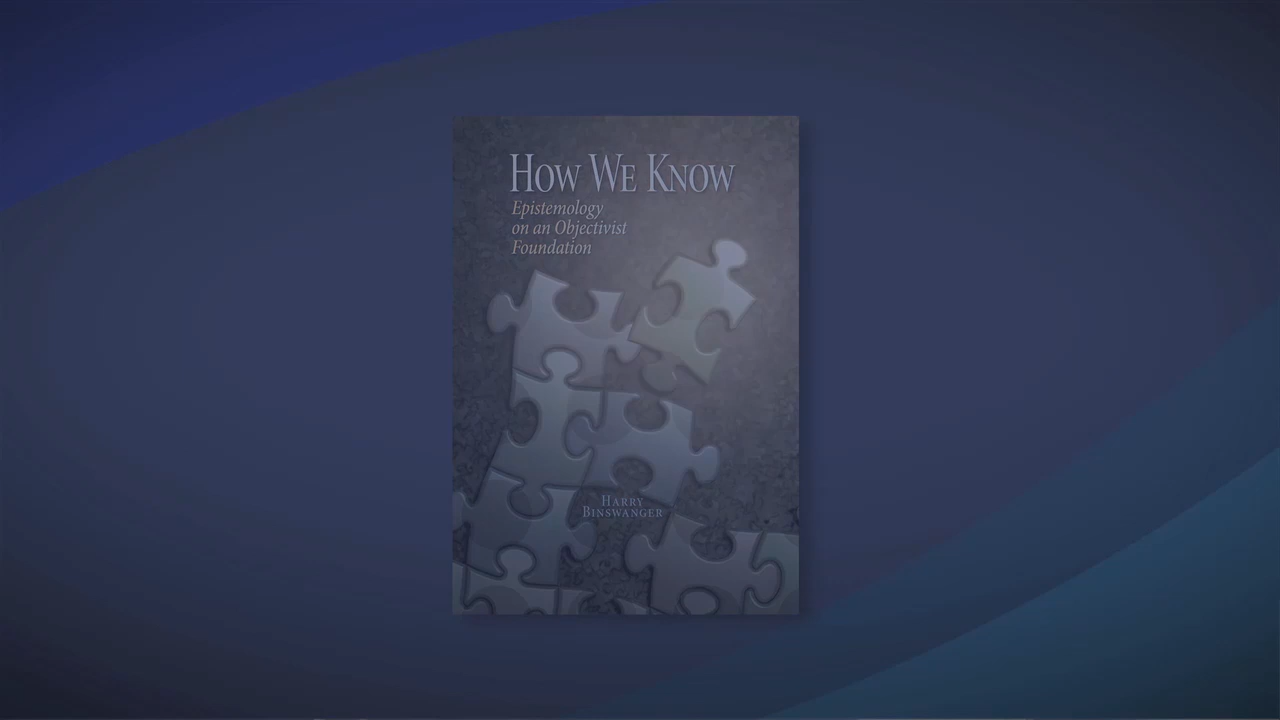 How We Know
Epistemology
on an Objectivist
Foundation
Harry
Binswanger